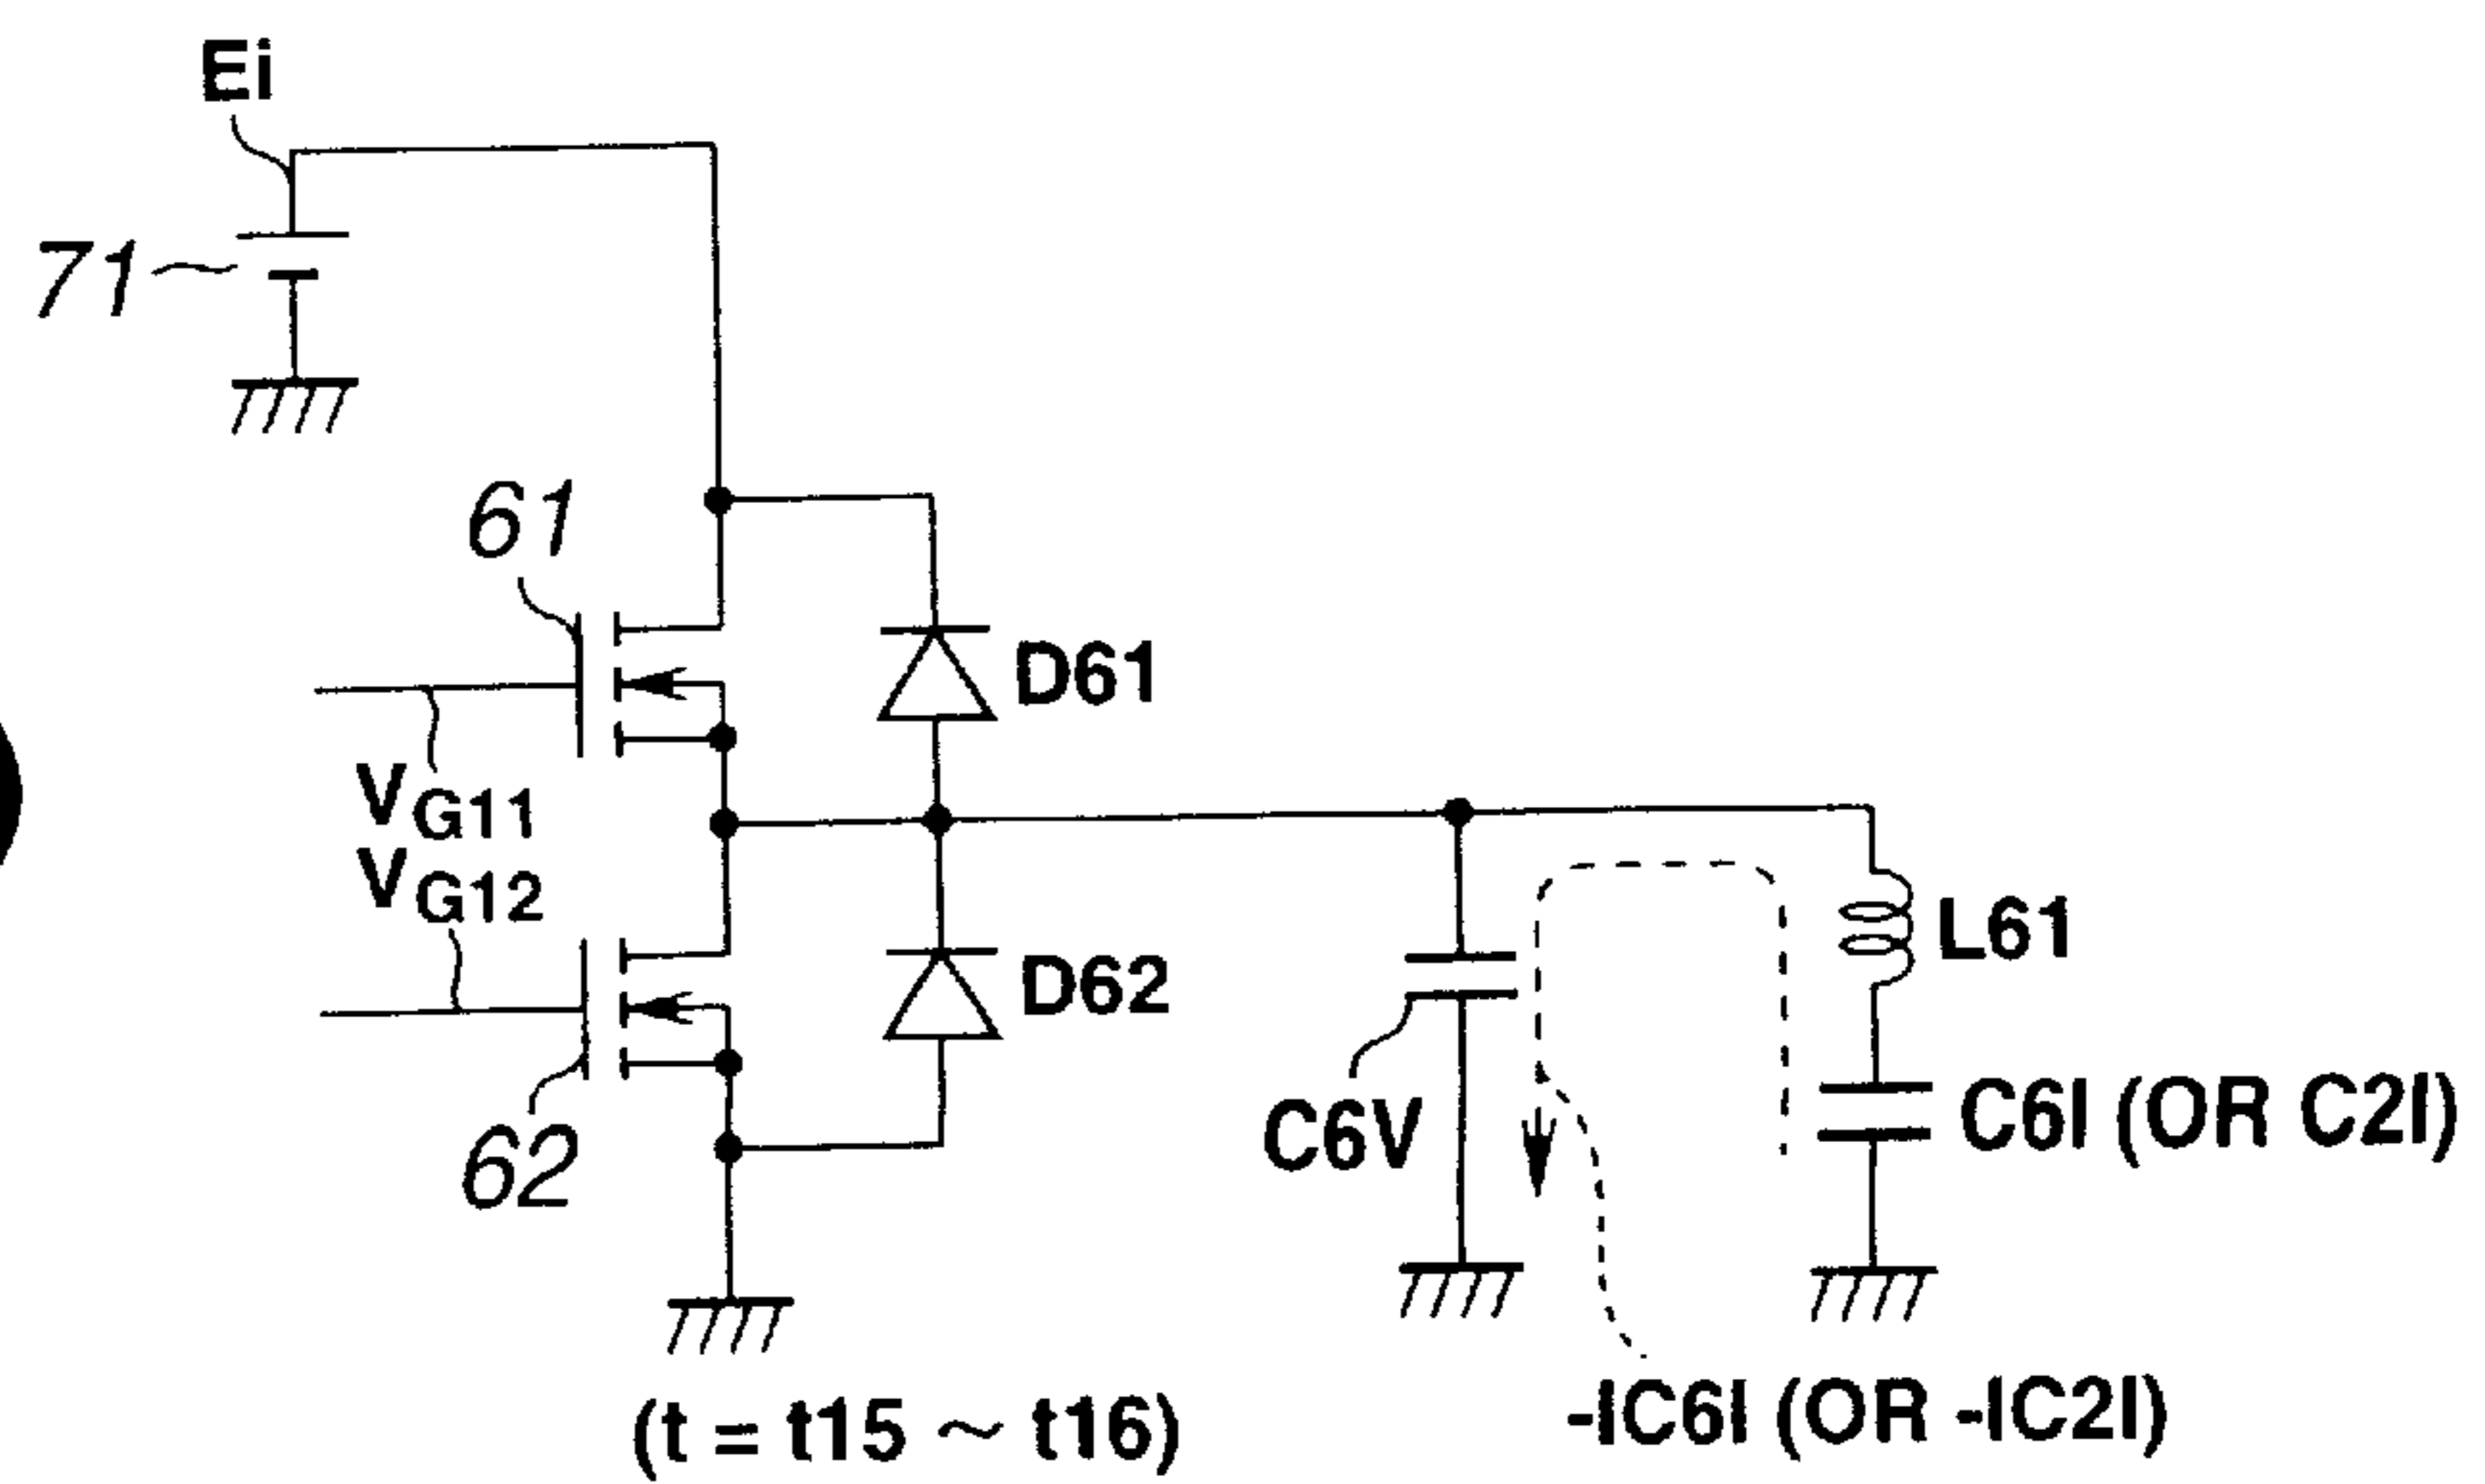 Ei
71
61
D61
VG11
VG12
L61
D62
C6V
C6I (OR C2I)
62
-IC6I (OR -IC2I)
(t = t15 ~ t16)